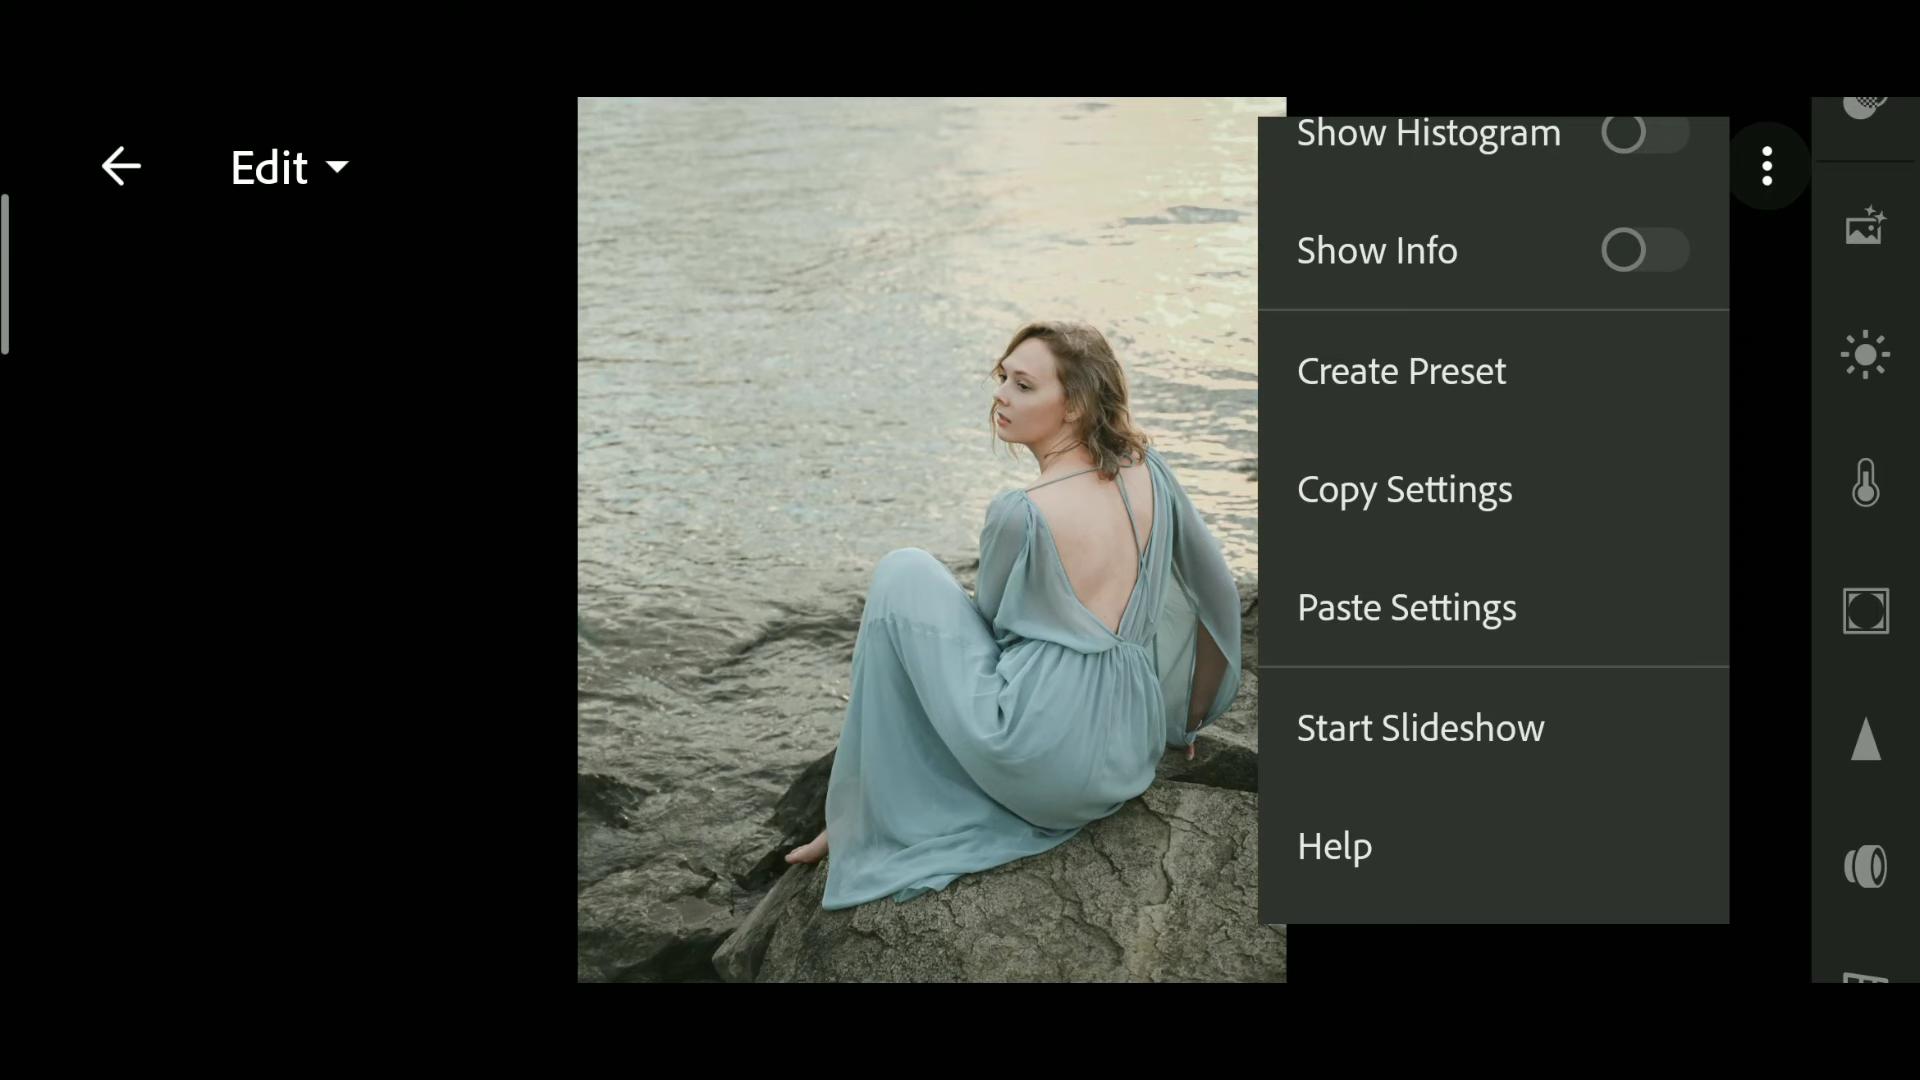 Edit
Show Histogram
Show Info
Create Preset
Copy Settings
Paste Settings
Start Slideshow
Help